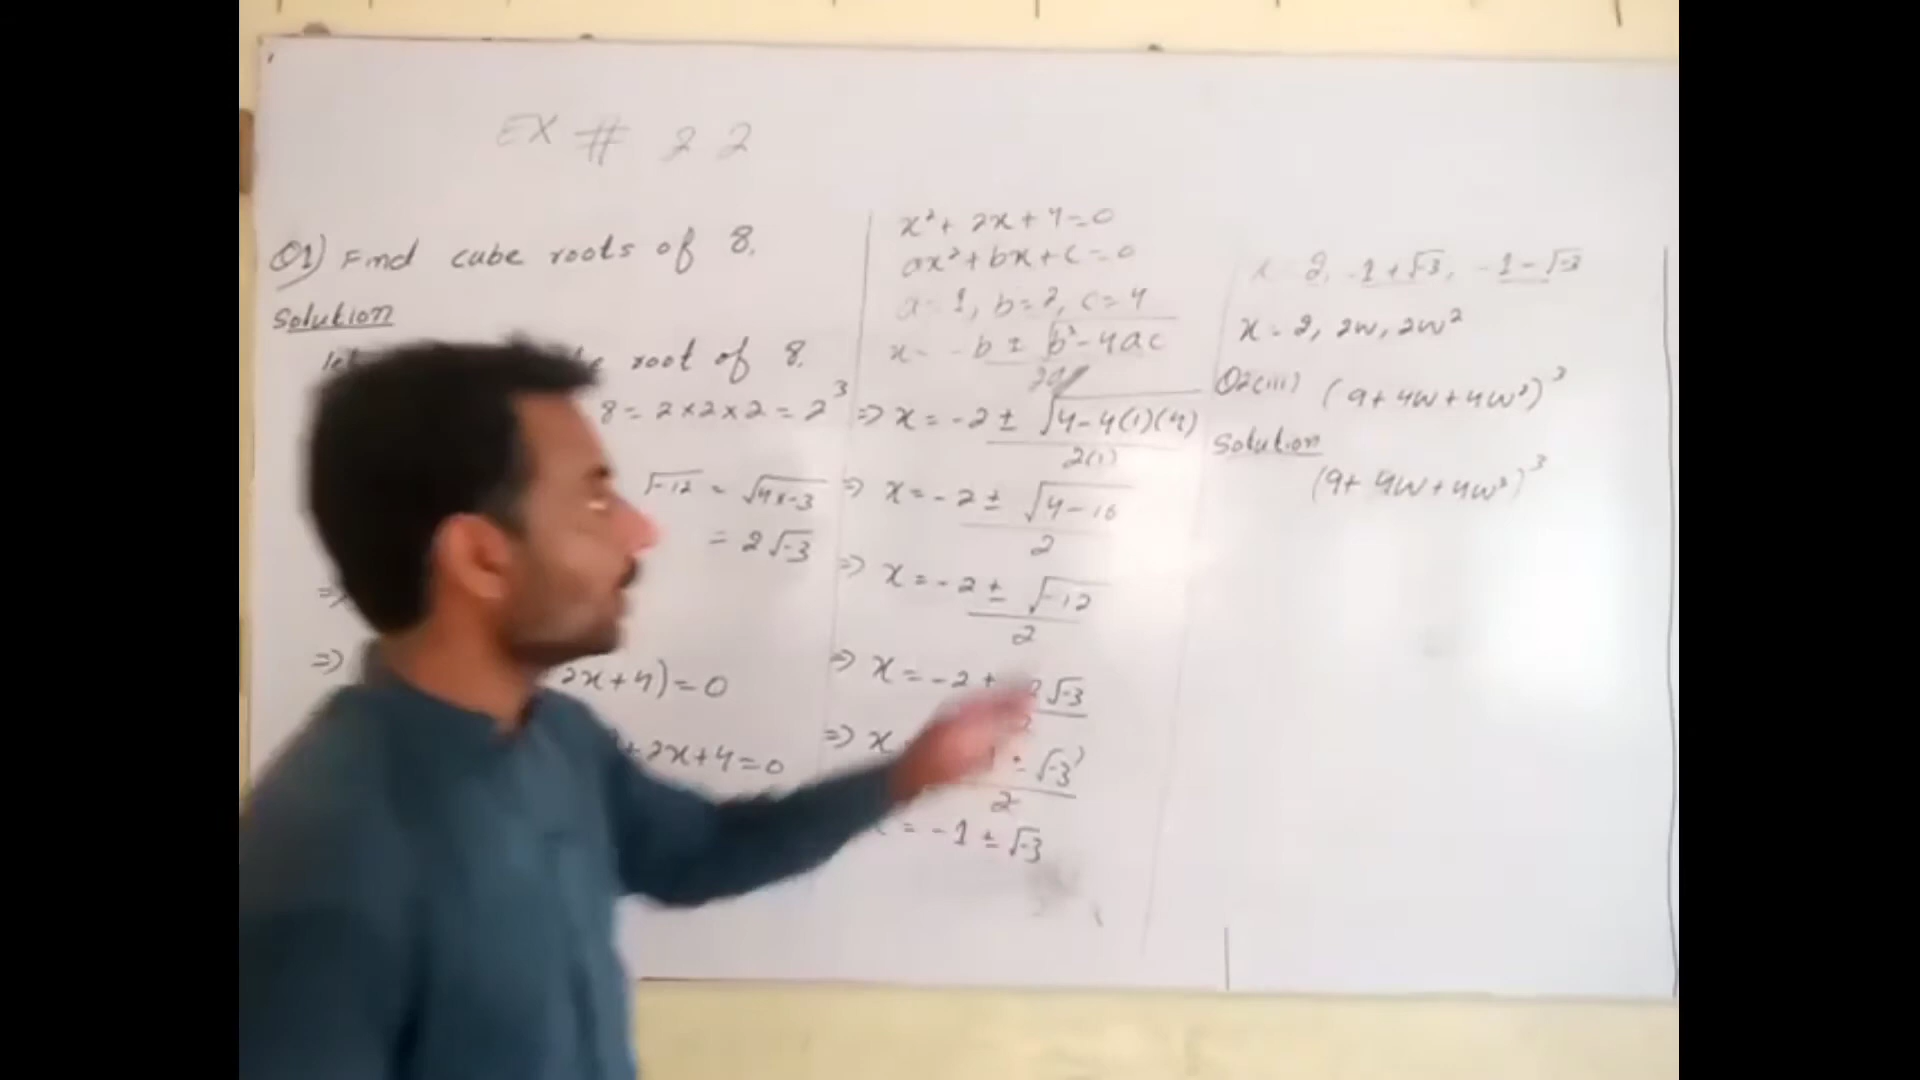 EX # 2 2
Q1) Find cube roots of 8.
Solution
let root of 8.
8 = 2×2×2 = 2³
√-12 = √4×-3
= 2√-3
=>
=> 2x+4)=0
+2x+4=0
x²+2x+4=0
ax²+bx+c=0
a=1, b=2, c=4
x = -b ± √b²-4ac
2a
=> x = -2 ± √4-4(1)(4)
2(1)
=> x = -2 ± √4-16
2
=> x = -2 ± √-12
2
=> x = -2 ± 2√-3
2
=> x
√-3)
2
= -1 ± √-3
x = 2, -1+√-3, -1-√-3
x = 2, 2w, 2w²
Q2(iii) (9+4w+4w²)³
Solution
(9+4w+4w²)³